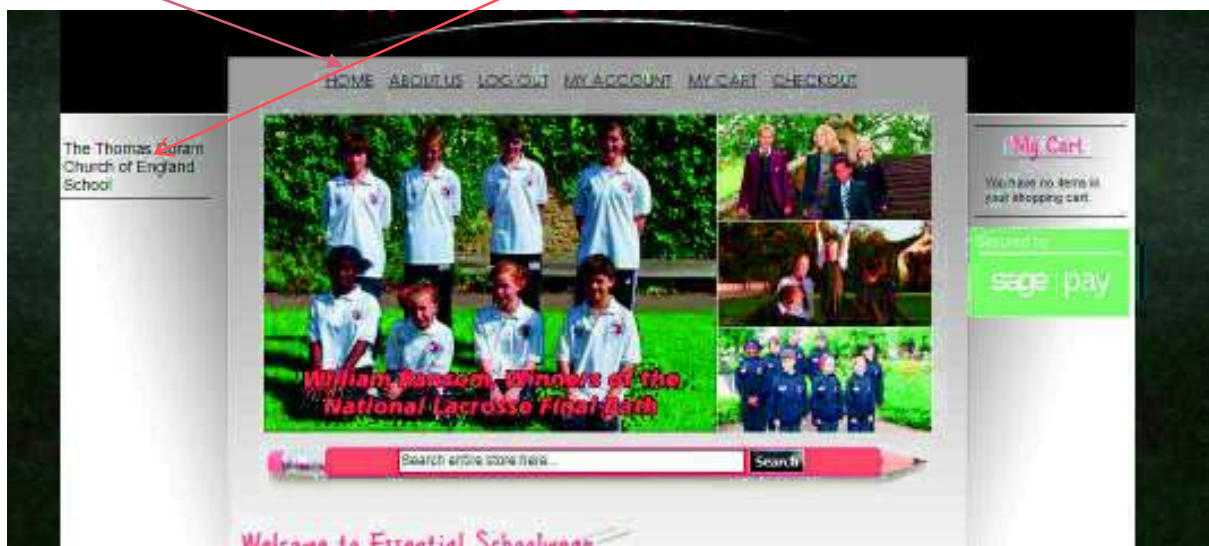 HOME ABOUT US LOG OUT MY ACCOUNT MY CART CHECKOUT
The Thomas Coram
Church of England
School
My Cart
You have no items in
your shopping cart.
Secured by
sage pay
William Ransom, Winners of the
National Lacrosse Final Bath
Search entire store here...
Search
Welcome to Essential Schoolwear